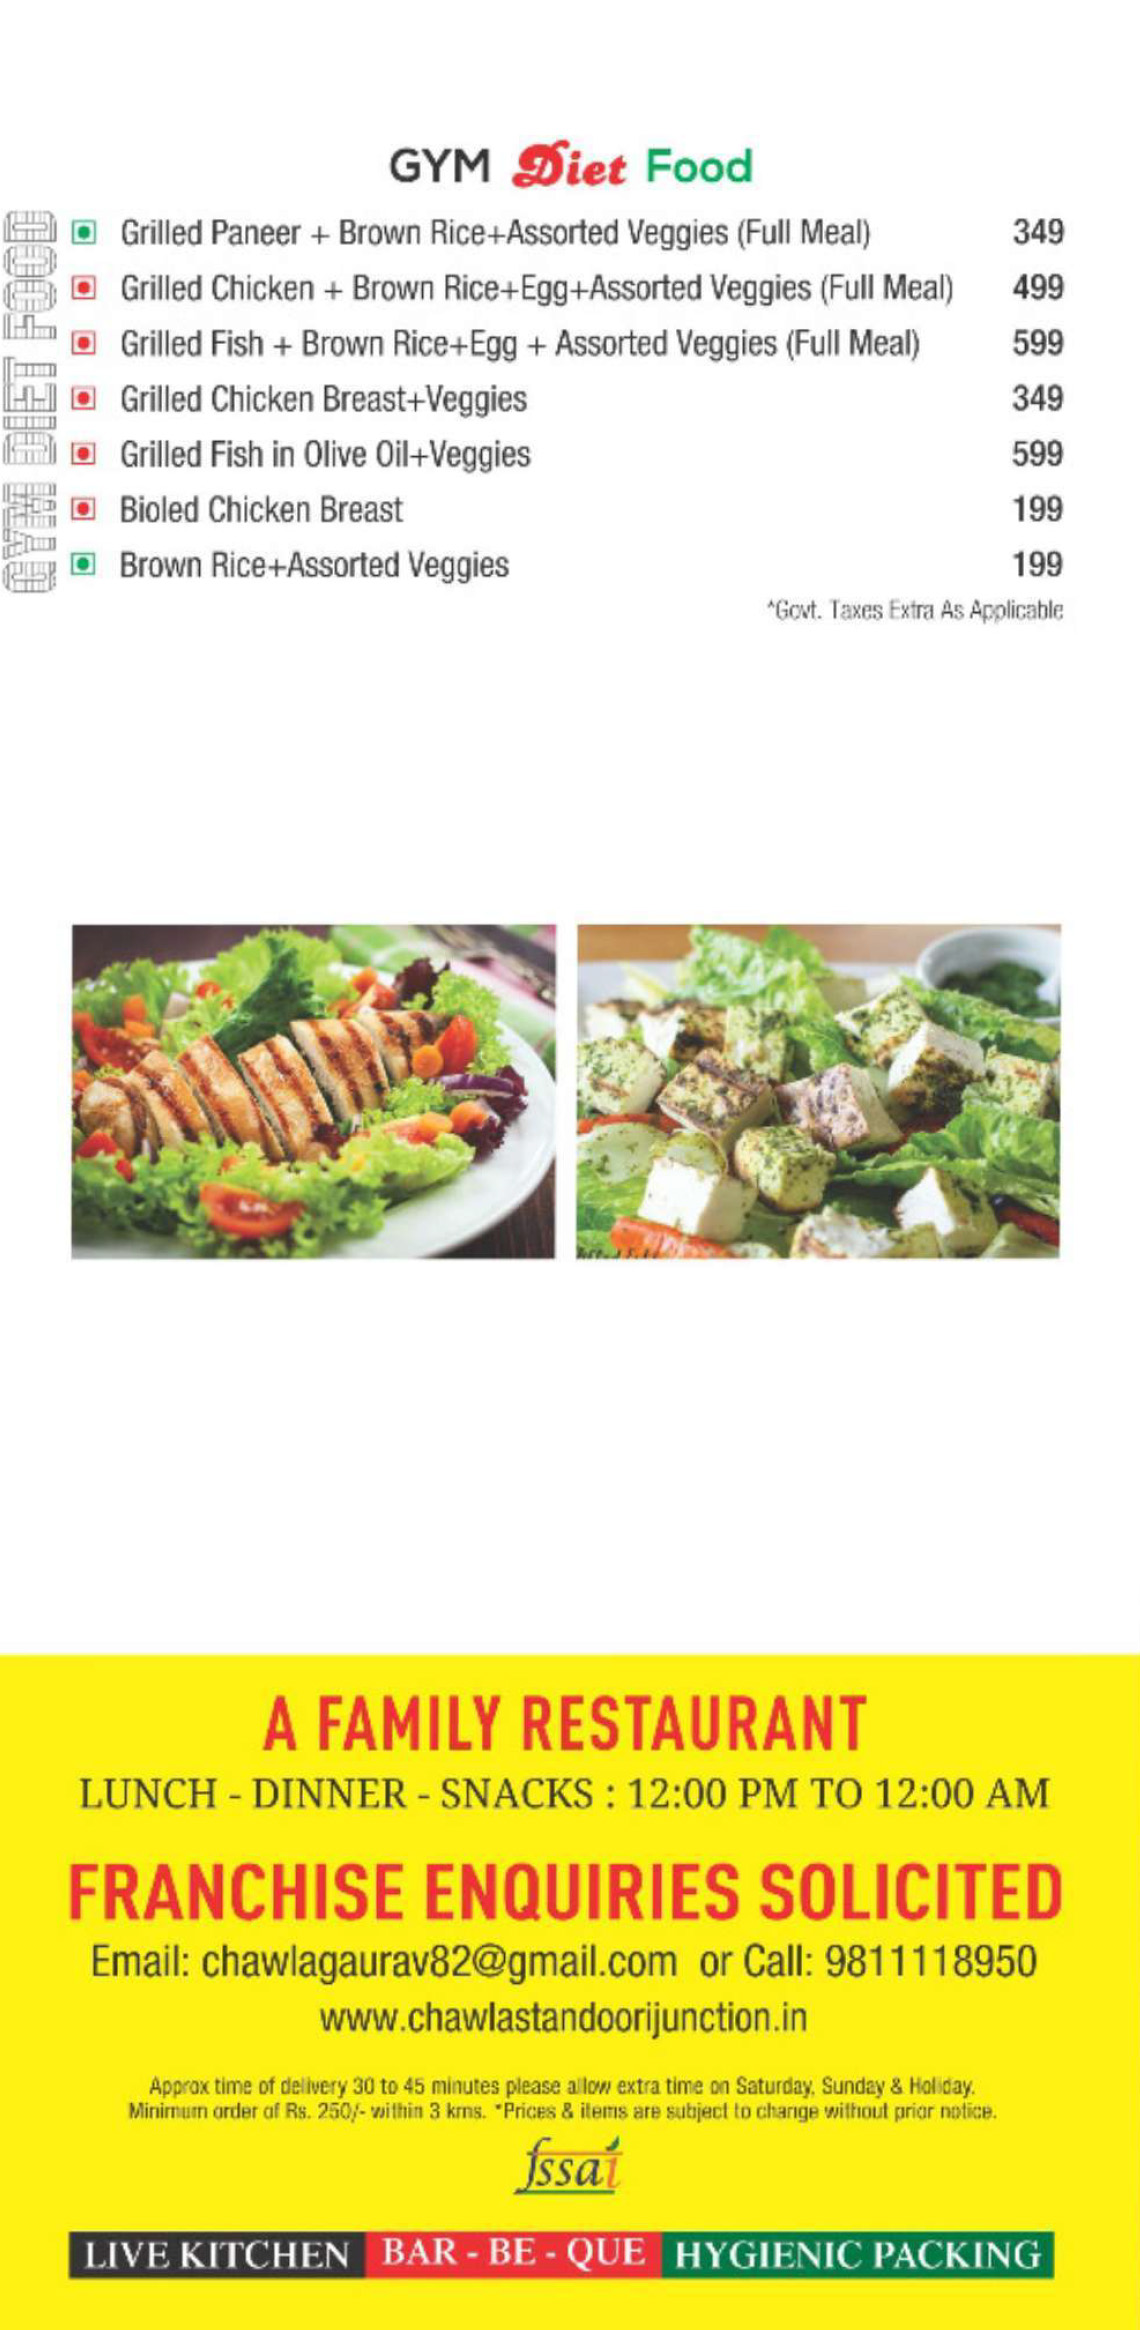 GYM Diet Food
GYM DIET FOOD
Grilled Paneer + Brown Rice+Assorted Veggies (Full Meal) 349
Grilled Chicken + Brown Rice+Egg+Assorted Veggies (Full Meal) 499
Grilled Fish + Brown Rice+Egg + Assorted Veggies (Full Meal) 599
Grilled Chicken Breast+Veggies 349
Grilled Fish in Olive Oil+Veggies 599
Bioled Chicken Breast 199
Brown Rice+Assorted Veggies 199
^Govt. Taxes Extra As Applicable
A FAMILY RESTAURANT
LUNCH - DINNER - SNACKS : 12:00 PM TO 12:00 AM
FRANCHISE ENQUIRIES SOLICITED
Email: chawlagaurav82@gmail.com or Call: 9811118950
www.chawlastandoorijunction.in
Approx time of delivery 30 to 45 minutes please allow extra time on Saturday, Sunday & Holiday.
Minimum order of Rs. 250/- within 3 kms. *Prices & items are subject to change without prior notice.
fssai
LIVE KITCHEN BAR - BE - QUE HYGIENIC PACKING